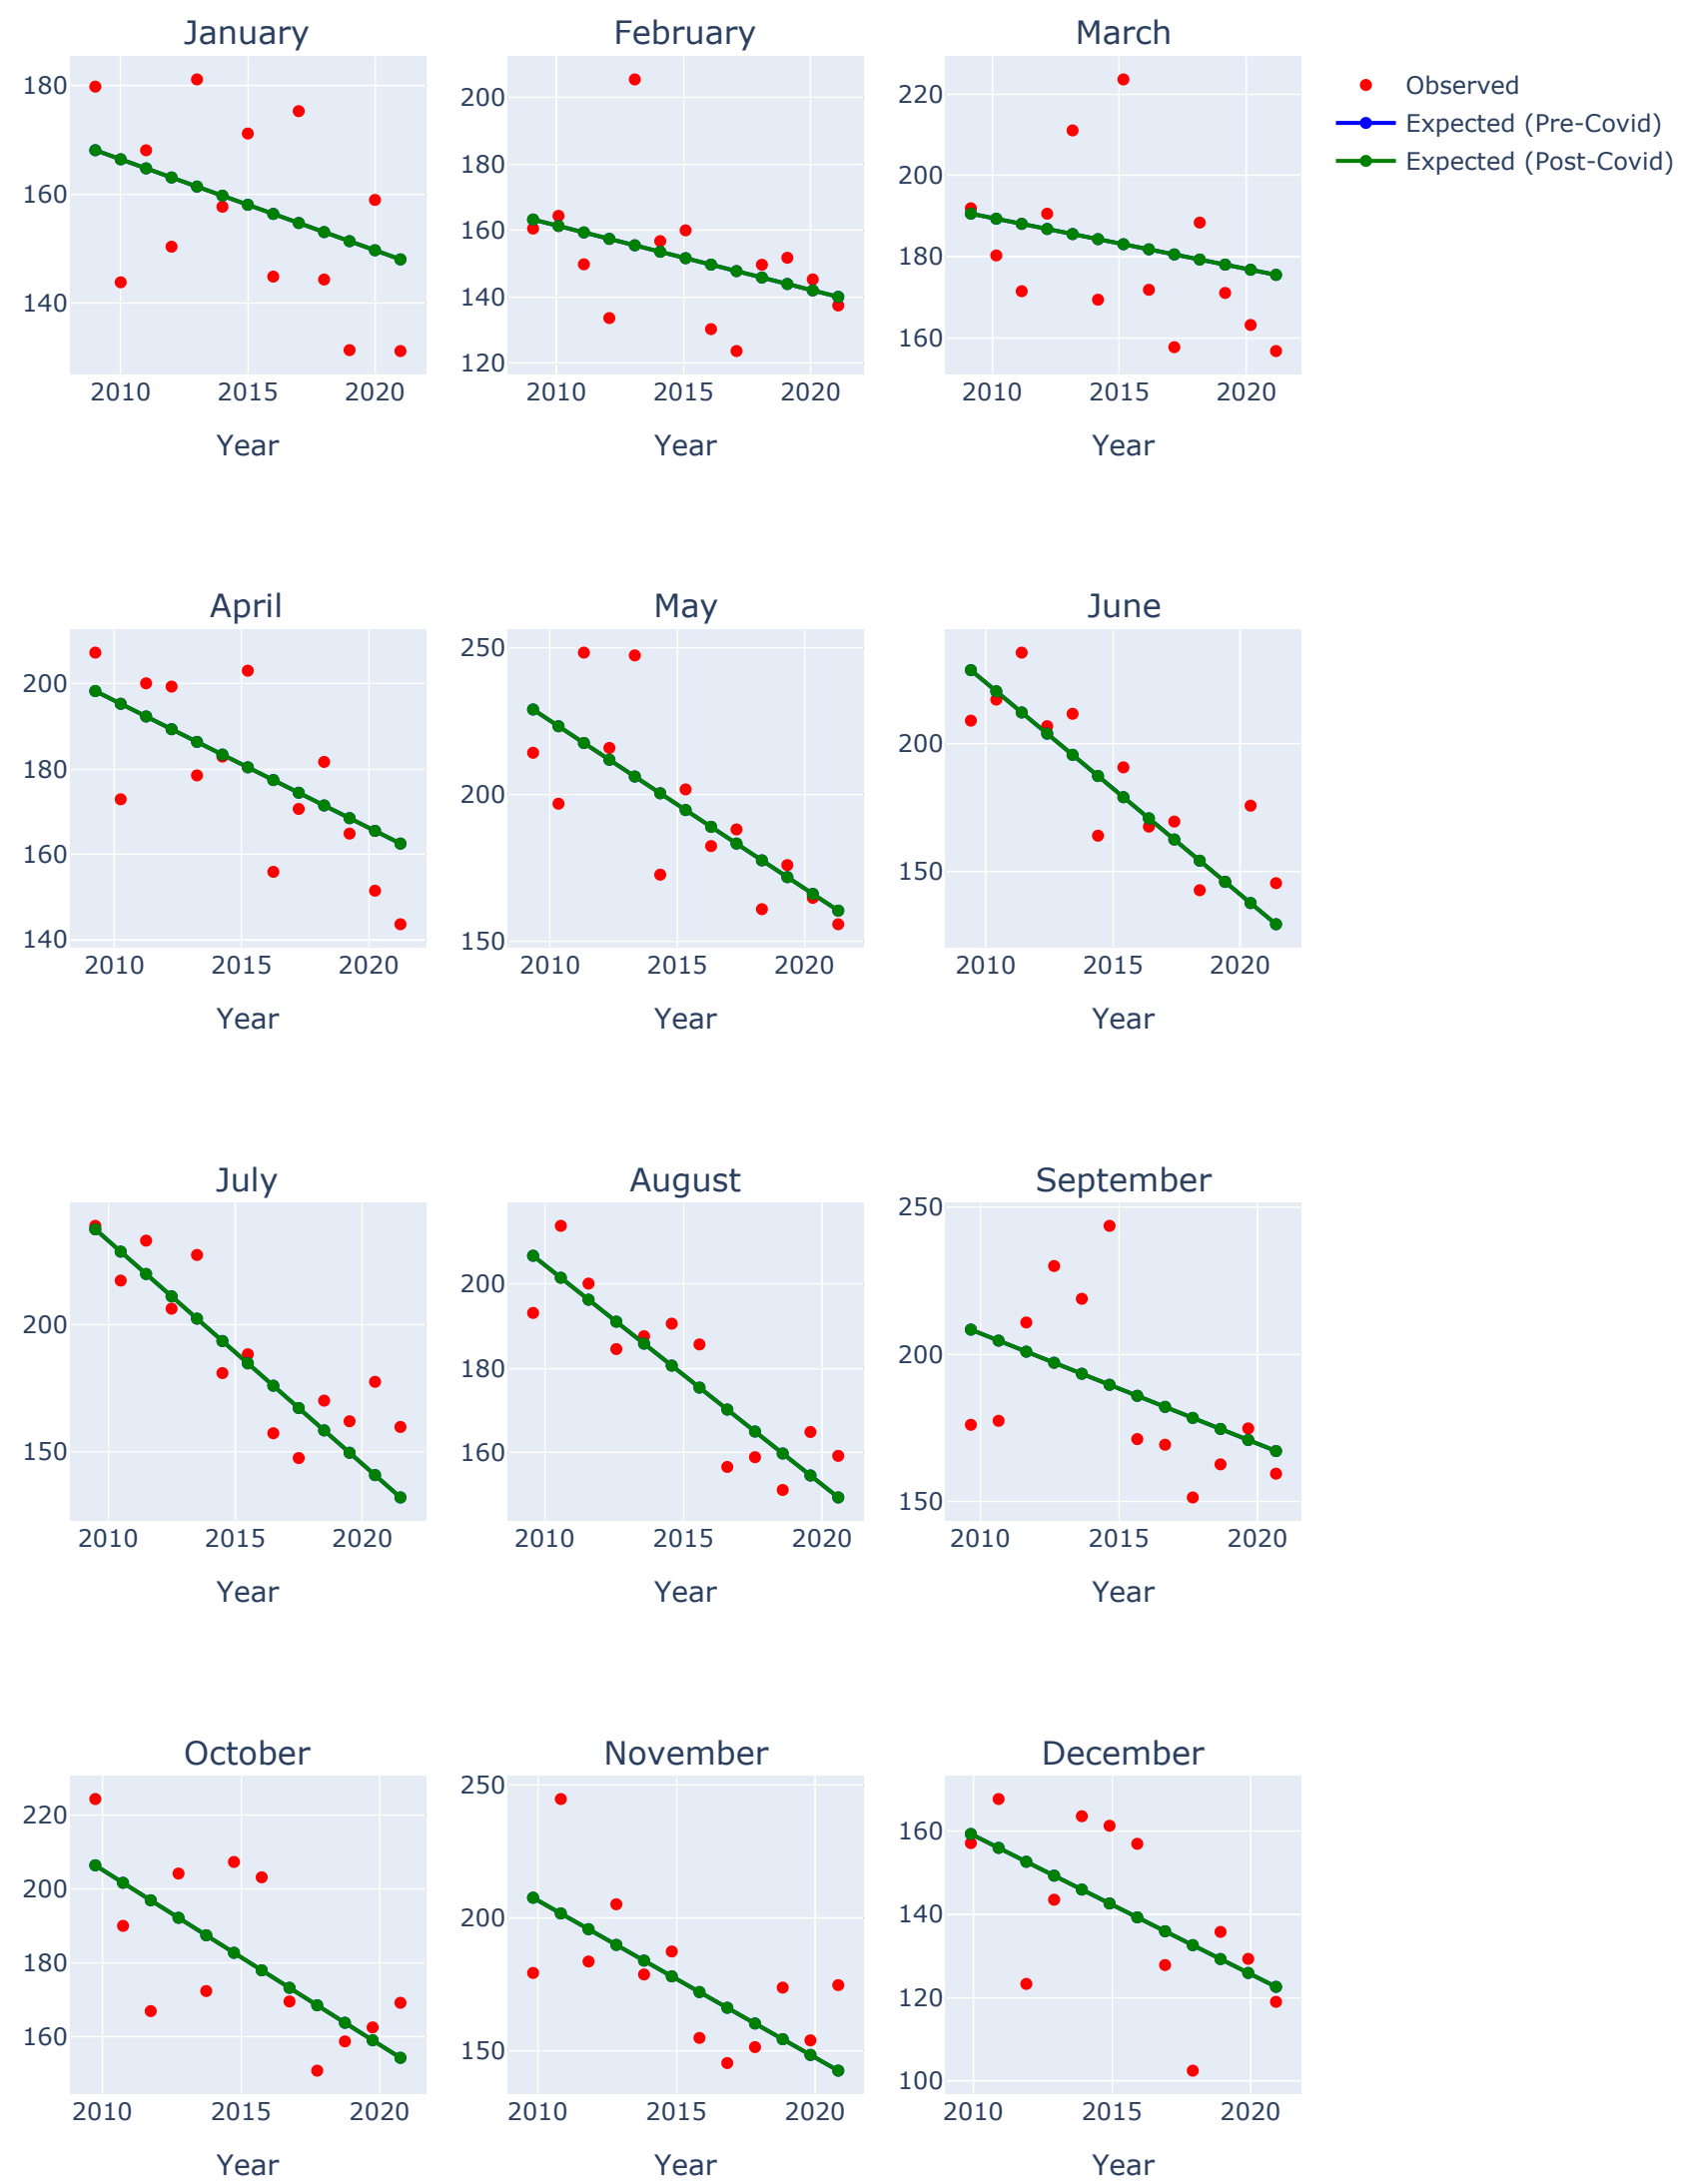 January February March
180
160
140
2010 2015 2020
Year
200
180
160
140
120
2010 2015 2020
Year
220
200
180
160
2010 2015 2020
Year
Observed
Expected (Pre-Covid)
Expected (Post-Covid)
April May June
200
180
160
140
2010 2015 2020
Year
250
200
150
2010 2015 2020
Year
200
150
2010 2015 2020
Year
July August September
200
150
2010 2015 2020
Year
200
180
160
2010 2015 2020
Year
250
200
150
2010 2015 2020
Year
October November December
220
200
180
160
2010 2015 2020
Year
250
200
150
2010 2015 2020
Year
160
140
120
100
2010 2015 2020
Year